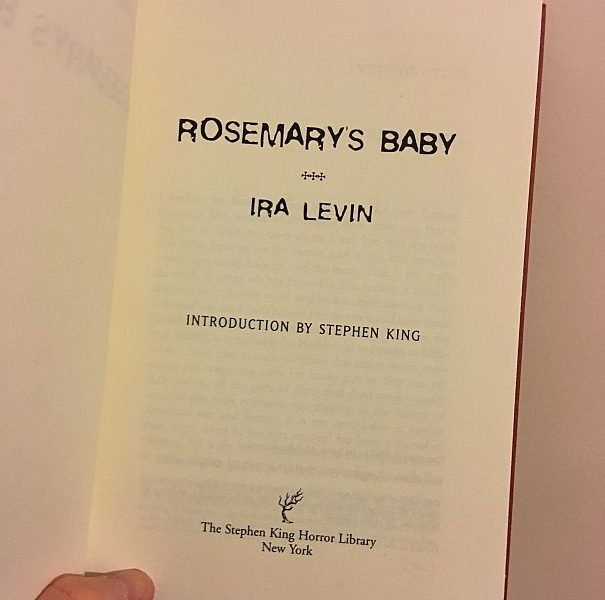 ROSEMARY'S BABY
IRA LEVIN
INTRODUCTION BY STEPHEN KING
The Stephen King Horror Library
New York